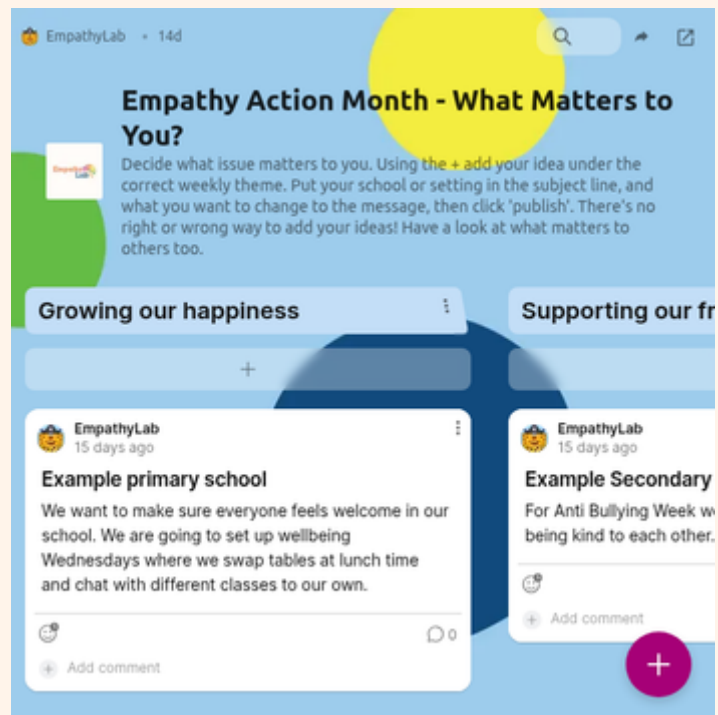 EmpathyLab • 14d
Empathy Action Month - What Matters to
You?
EmpathyLab
Decide what issue matters to you. Using the + add your idea under the
correct weekly theme. Put your school or setting in the subject line, and
what you want to change to the message, then click 'publish'. There's no
right or wrong way to add your ideas! Have a look at what matters to
others too.
Growing our happiness
EmpathyLab
15 days ago
Example primary school
We want to make sure everyone feels welcome in our
school. We are going to set up wellbeing
Wednesdays where we swap tables at lunch time
and chat with different classes to our own.
0
Add comment
Supporting our fr
EmpathyLab
15 days ago
Example Secondary
For Anti Bullying Week w
being kind to each other.
Add comment